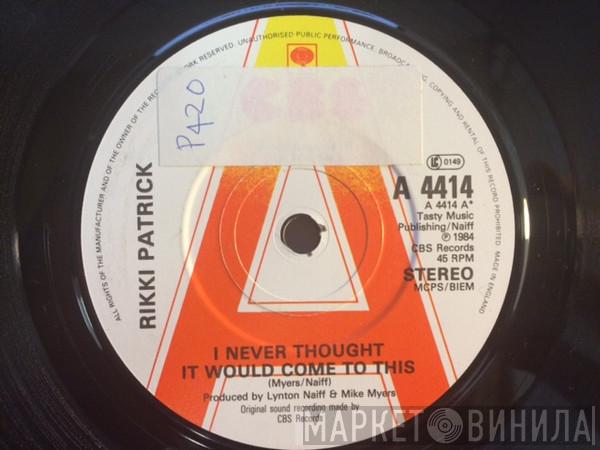 ALL RIGHTS OF THE MANUFACTURER AND OF THE OWNER OF THE
WORK RESERVED. UNAUTHORISED PUBLIC PERFORMANCE, BROADCASTING, COPYING AND RENTAL OF THIS RECORD PROHIBITED. MADE IN ENGLAND
P420
CBS
LC 0149
RIKKI PATRICK
A 4414
A 4414 A*
Tasty Music
Publishing/Naiff
℗ 1984
CBS Records
45 RPM
STEREO
MCPS/BIEM
I NEVER THOUGHT
IT WOULD COME TO THIS
(Myers/Naiff)
Produced by Lynton Naiff & Mike Myers
Original sound recording made by
CBS Records
МАРКЕТ ВИНИЛА